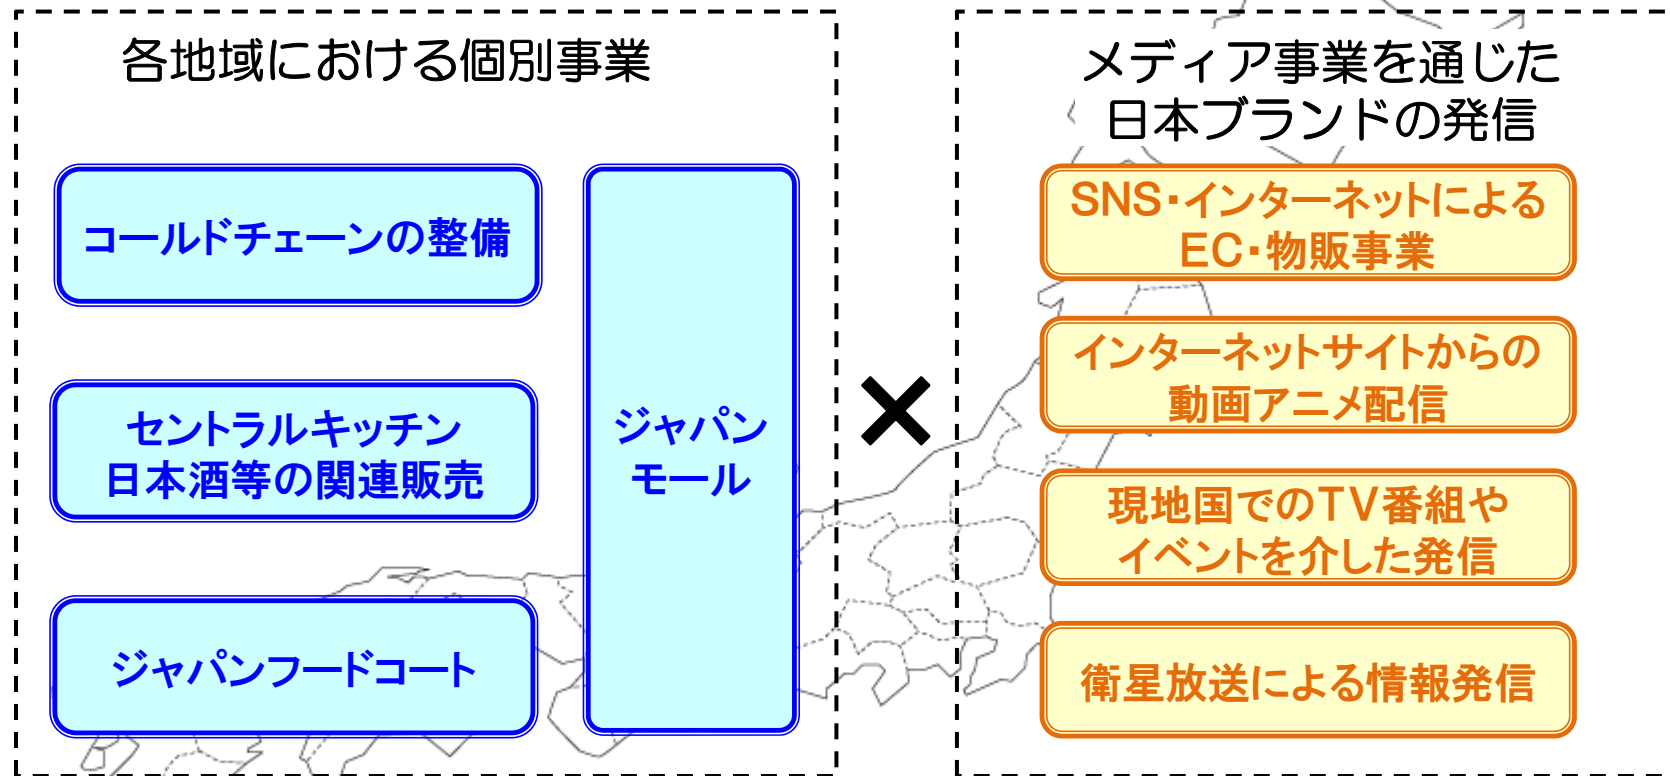 各地域における個別事業
コールドチェーンの整備
セントラルキッチン
日本酒等の関連販売
ジャパンフードコート
ジャパン
モール
×
メディア事業を通じた
日本ブランドの発信
SNS・インターネットによる
EC・物販事業
インターネットサイトからの
動画アニメ配信
現地国でのTV番組や
イベントを介した発信
衛星放送による情報発信